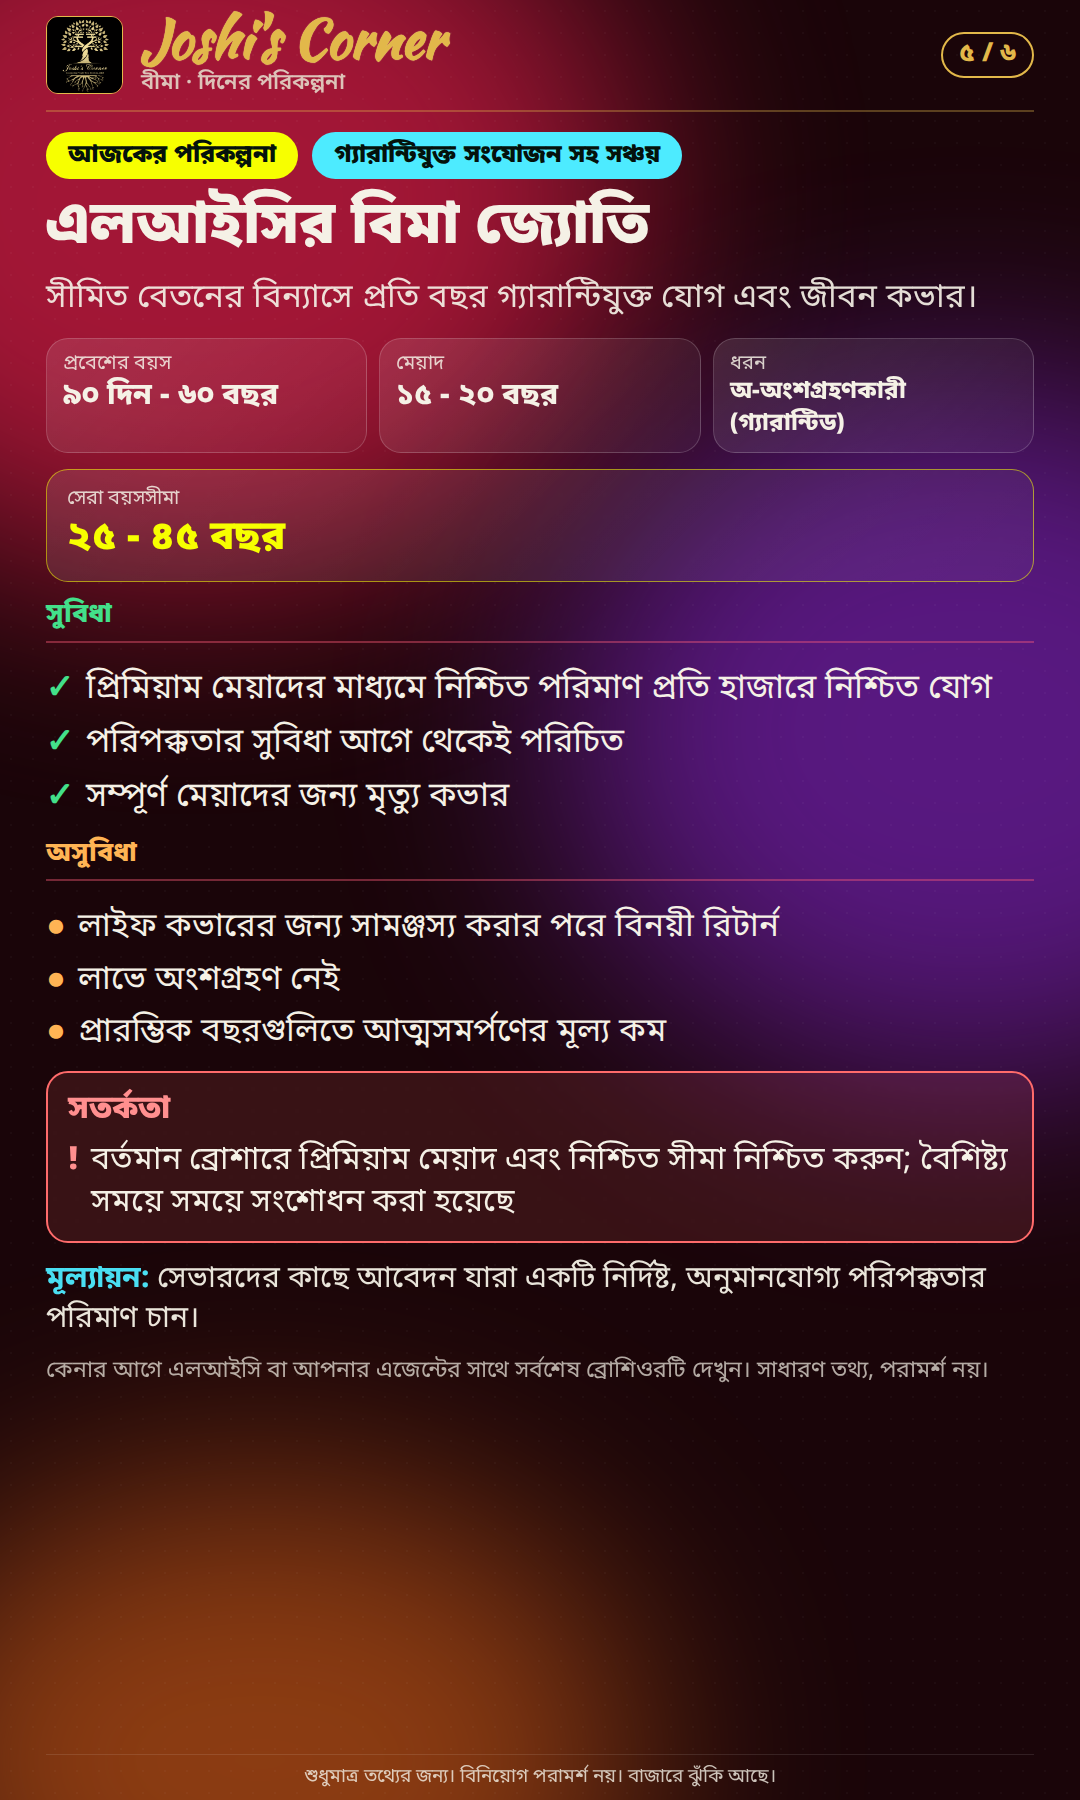 Joshi's Corner
বীমা · দিনের পরিকল্পনা
৫ / ৬
আজকের পরিকল্পনা
গ্যারান্টিযুক্ত সংযোজন সহ সঞ্চয়
এলআইসির বিমা জ্যোতি
সীমিত বেতনের বিন্যাসে প্রতি বছর গ্যারান্টিযুক্ত যোগ এবং জীবন কভার।
প্রবেশের বয়স
৯০ দিন - ৬০ বছর
মেয়াদ
১৫ - ২০ বছর
ধরন
অ-অংশগ্রহণকারী
(গ্যারান্টিড)
সেরা বয়সসীমা
২৫ - ৪৫ বছর
সুবিধা
✓ প্রিমিয়াম মেয়াদের মাধ্যমে নিশ্চিত পরিমাণ প্রতি হাজারে নিশ্চিত যোগ
✓ পরিপক্কতার সুবিধা আগে থেকেই পরিচিত
✓ সম্পূর্ণ মেয়াদের জন্য মৃত্যু কভার
অসুবিধা
● লাইফ কভারের জন্য সামঞ্জস্য করার পরে বিনয়ী রিটার্ন
● লাভে অংশগ্রহণ নেই
● প্রারম্ভিক বছরগুলিতে আত্মসমর্পণের মূল্য কম
সতর্কতা
! বর্তমান ব্রোশারে প্রিমিয়াম মেয়াদ এবং নিশ্চিত সীমা নিশ্চিত করুন; বৈশিষ্ট্য
সময়ে সময়ে সংশোধন করা হয়েছে
মূল্যায়ন: সেভারদের কাছে আবেদন যারা একটি নির্দিষ্ট, অনুমানযোগ্য পরিপক্কতার
পরিমাণ চান।
কেনার আগে এলআইসি বা আপনার এজেন্টের সাথে সর্বশেষ ব্রোশিওরটি দেখুন। সাধারণ তথ্য, পরামর্শ নয়।
শুধুমাত্র তথ্যের জন্য। বিনিয়োগ পরামর্শ নয়। বাজারে ঝুঁকি আছে।